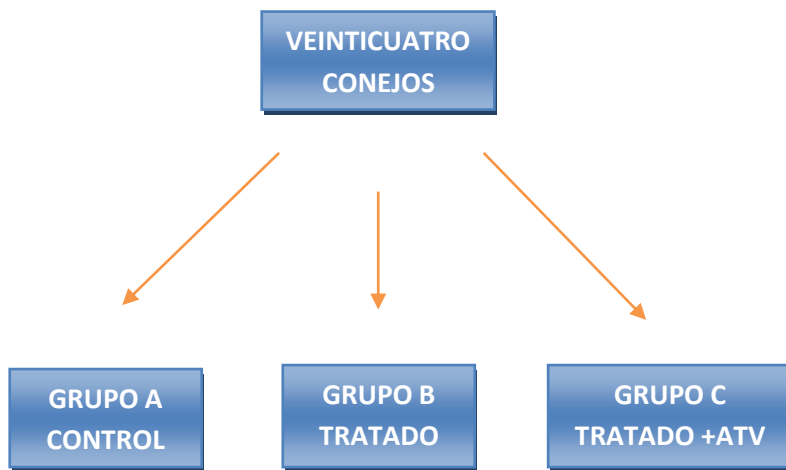 VEINTICUATRO
CONEJOS
GRUPO A
CONTROL
GRUPO B
TRATADO
GRUPO C
TRATADO +ATV